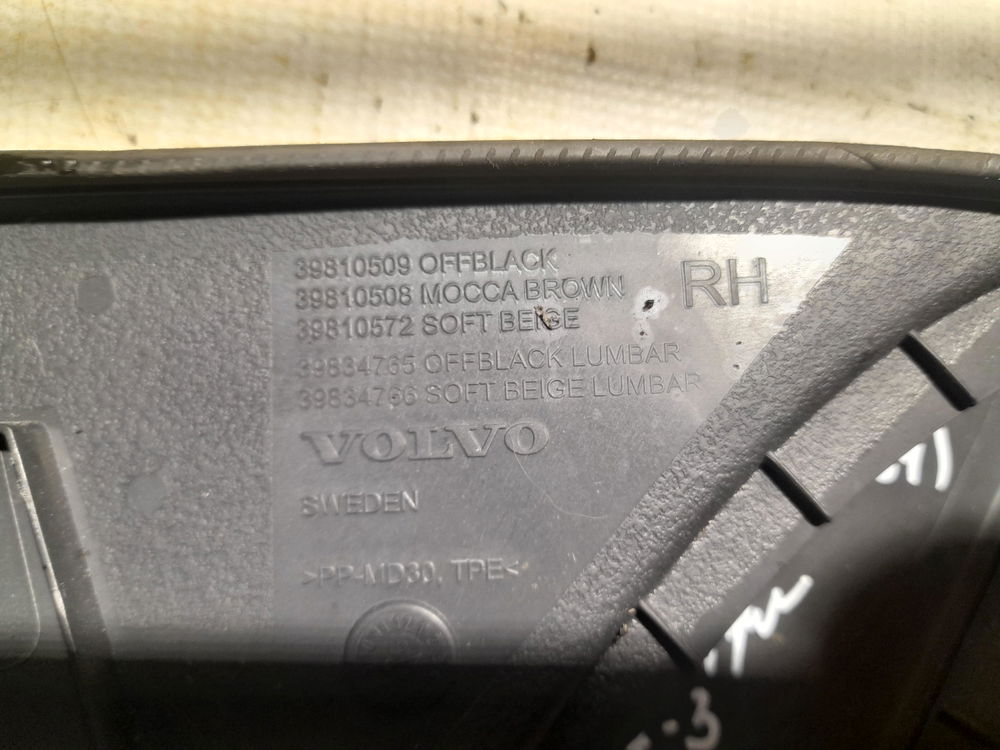 39810509 OFFBLACK
39810508 MOCCA BROWN
39810572 SOFT BEIGE
RH
39834765 OFFBLACK LUMBAR
39834766 SOFT BEIGE LUMBAR
VOLVO
SWEDEN
>PP-MD30, TPE<